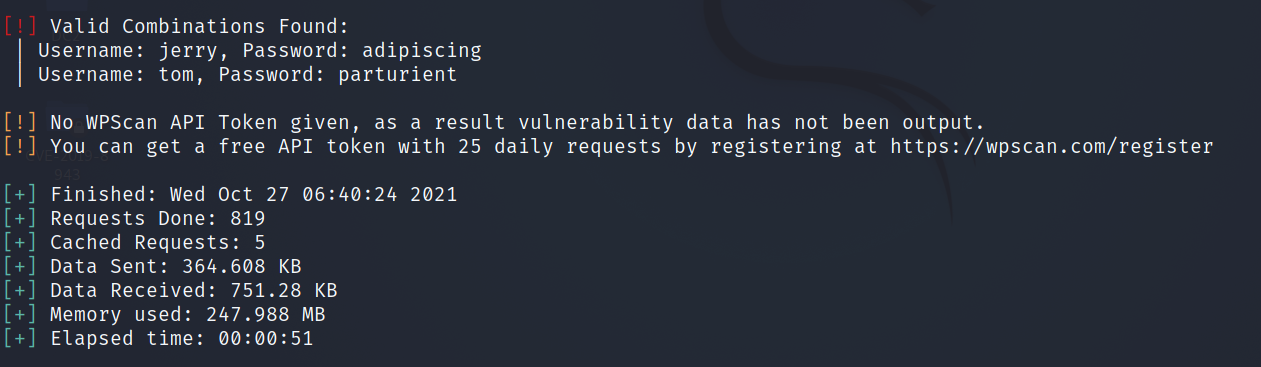 [!] Valid Combinations Found:
| Username: jerry, Password: adipiscing
| Username: tom, Password: parturient
[!] No WPScan API Token given, as a result vulnerability data has not been output.
[!] You can get a free API token with 25 daily requests by registering at https://wpscan.com/register
943
[+] Finished: Wed Oct 27 06:40:24 2021
[+] Requests Done: 819
[+] Cached Requests: 5
[+] Data Sent: 364.608 KB
[+] Data Received: 751.28 KB
[+] Memory used: 247.988 MB
[+] Elapsed time: 00:00:51